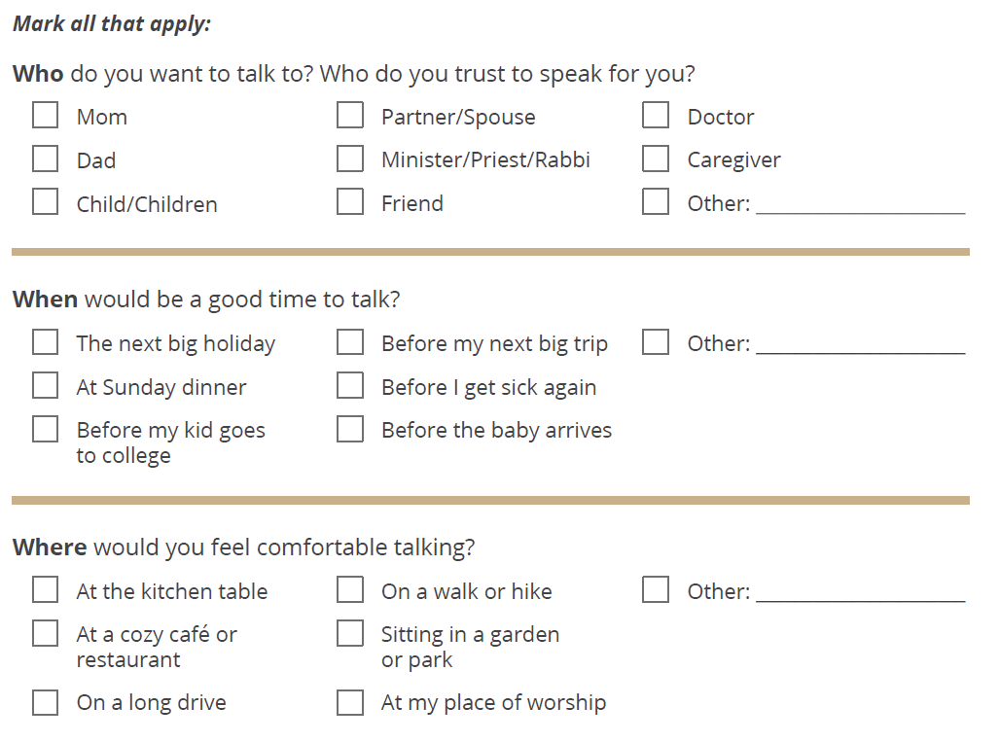 Mark all that apply:
Who do you want to talk to? Who do you trust to speak for you?
Mom
Partner/Spouse
Doctor
Dad
Minister/Priest/Rabbi
Caregiver
Child/Children
Friend
Other:
When would be a good time to talk?
The next big holiday
Before my next big trip
Other:
At Sunday dinner
Before I get sick again
Before my kid goes
to college
Before the baby arrives
Where would you feel comfortable talking?
At the kitchen table
On a walk or hike
Other:
At a cozy café or
restaurant
Sitting in a garden
or park
On a long drive
At my place of worship